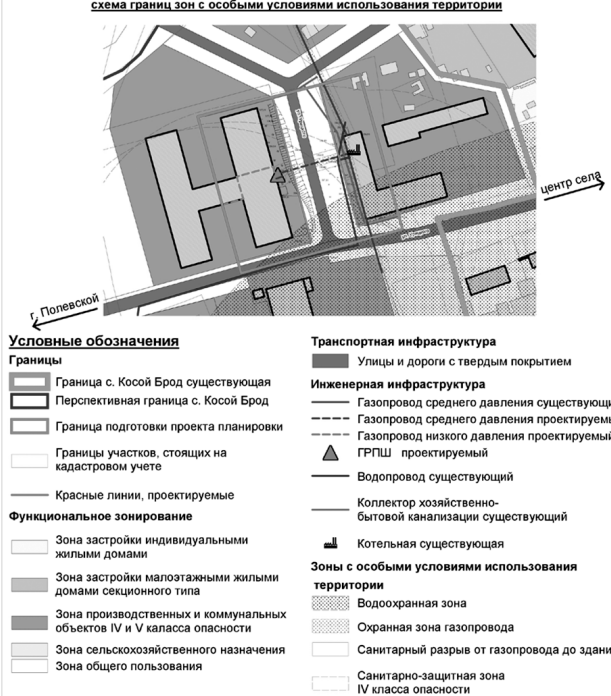 схема границ зон с особыми условиями использования территории
центр села
г. Полевской
Условные обозначения
Границы
Граница с. Косой Брод существующая
Перспективная граница с. Косой Брод
Граница подготовки проекта планировки
Границы участков, стоящих на
кадастровом учете
Красные линии, проектируемые
Функциональное зонирование
Зона застройки индивидуальными
жилыми домами
Зона застройки малоэтажными жилыми
домами секционного типа
Зона производственных и коммунальных
объектов IV и V каласса опасности
Зона сельскохозяйственного назначения
Зона общего пользования
Транспортная инфраструктура
Улицы и дороги с твердым покрытием
Инженерная инфраструктура
Газопровод среднего давления существующи
Газопровод среднего давления проектируемы
Газопровод низкого давления проектируемый
ГРПШ проектируемый
Водопровод существующий
Коллектор хозяйственно-
бытовой канализации существующий
Котельная существующая
Зоны с особыми условиями использования
территории
Водоохранная зона
Охранная зона газопровода
Санитарный разрыв от газопровода до здани
Санитарно-защитная зона
IV класса опасности